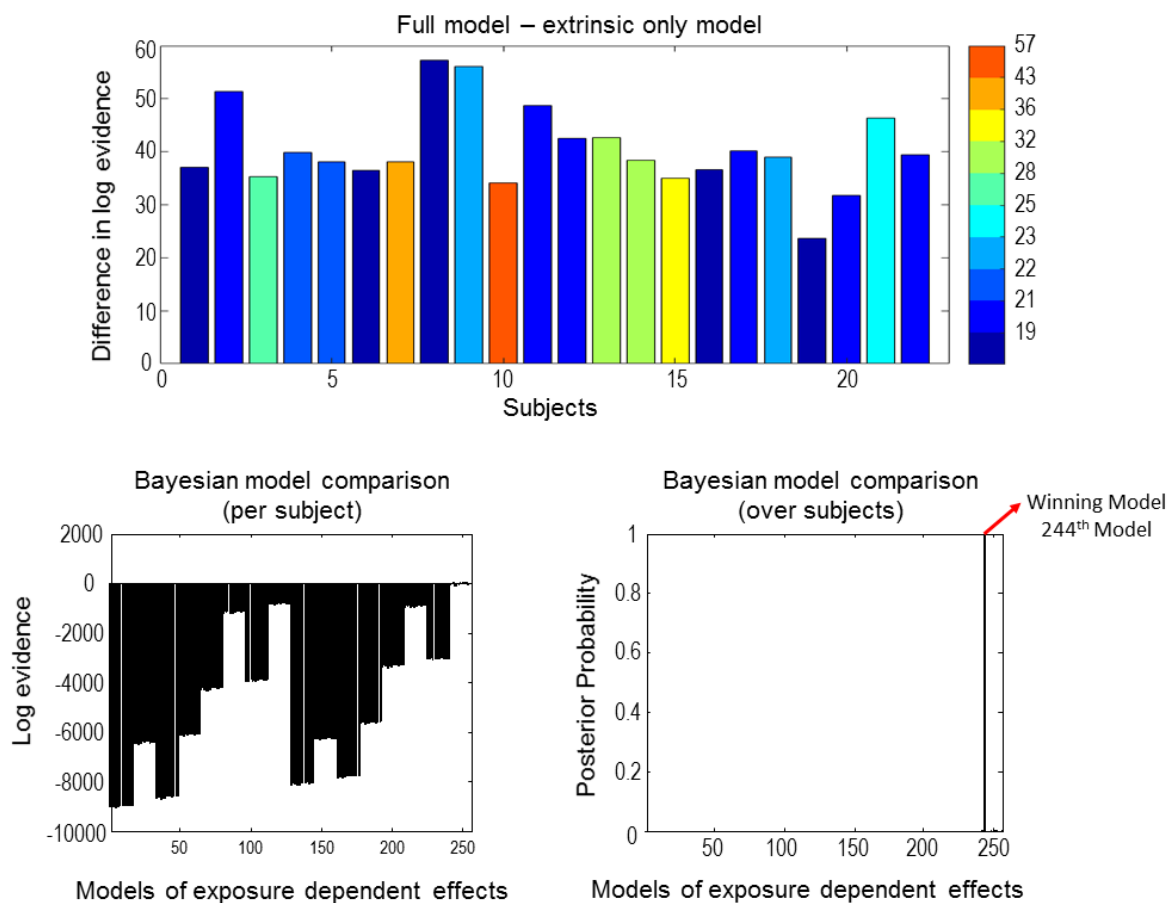 Full model – extrinsic only model
60
50
40
30
20
10
0
Difference in log evidence
0 5 10 15 20
Subjects
57
43
36
32
28
25
23
22
21
19
Bayesian model comparison
(per subject)
2000
0
-2000
-4000
-6000
-8000
-10000
Log evidence
50 100 150 200 250
Models of exposure dependent effects
Bayesian model comparison
(over subjects)
Winning Model
244th Model
1
0.8
0.6
0.4
0.2
0
Posterior Probability
50 100 150 200 250
Models of exposure dependent effects